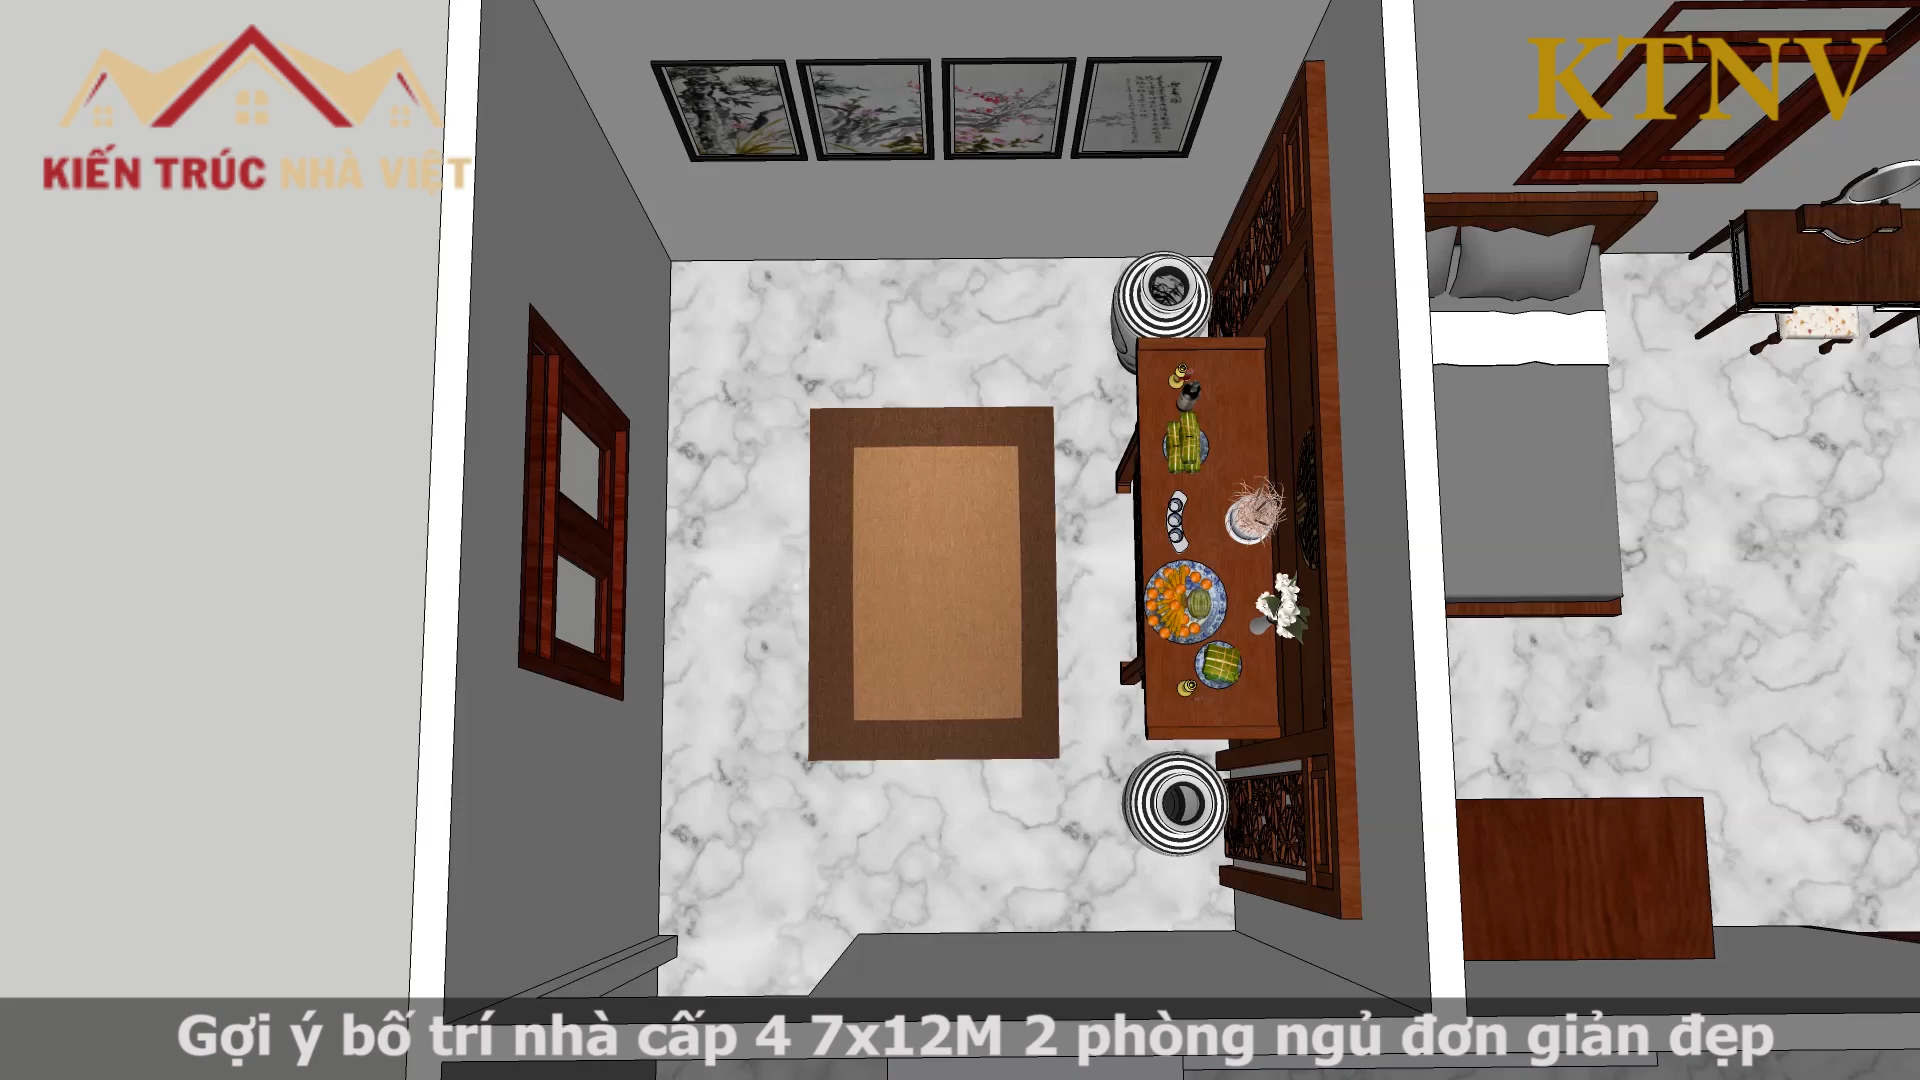 KIẾN TRÚC NHÀ VIỆT
KTNV
Gợi ý bố trí nhà cấp 4 7x12M 2 phòng ngủ đơn giản đẹp